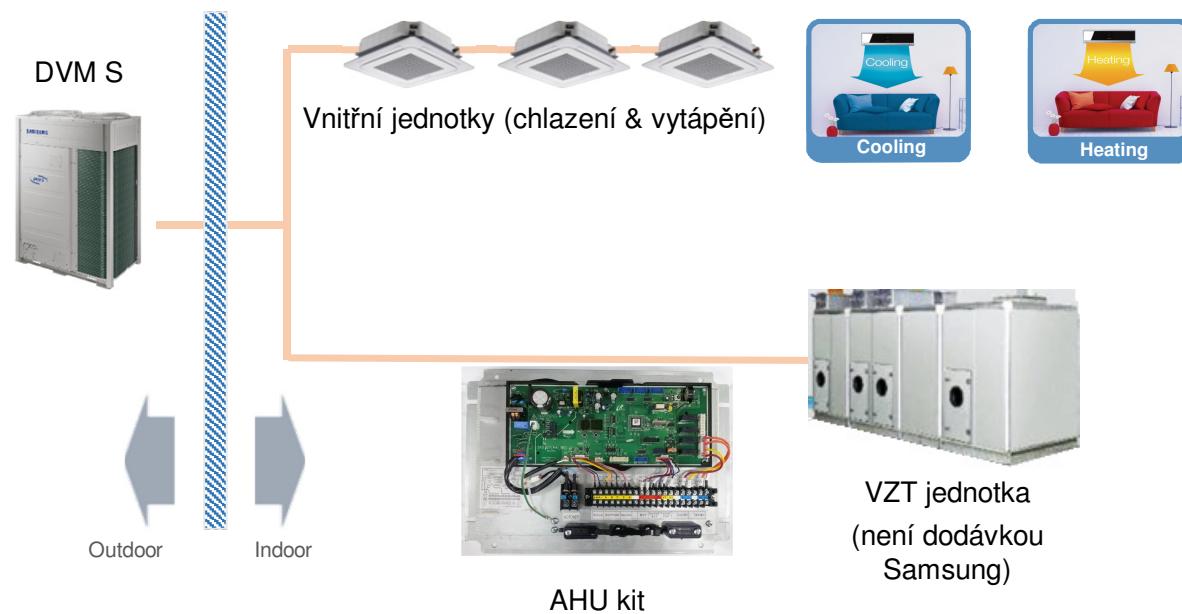 DVM S
SAMSUNG
Vnitřní jednotky (chlazení & vytápění)
Cooling
Cooling
Heating
Heating
Outdoor
Indoor
AHU kit
VZT jednotka
(není dodávkou
Samsung)